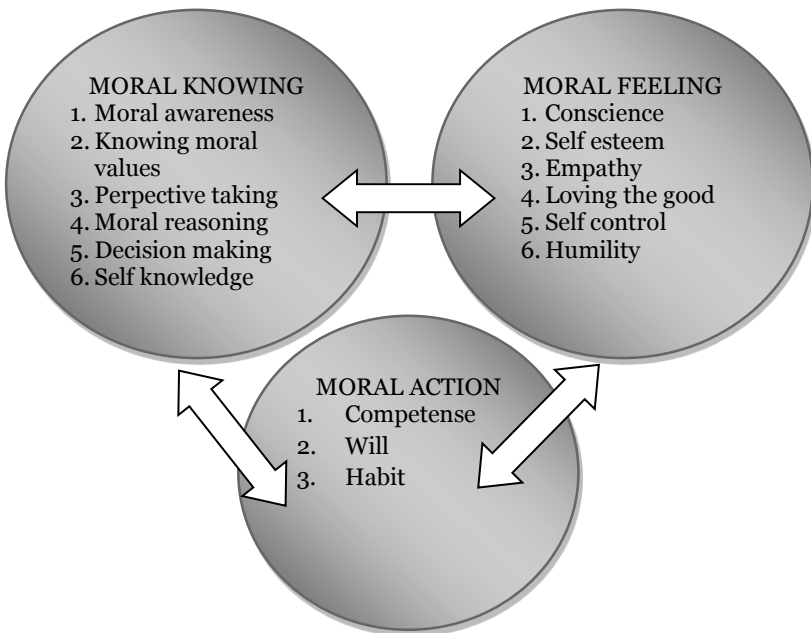 MORAL KNOWING
1. Moral awareness
2. Knowing moral
values
3. Perpective taking
4. Moral reasoning
5. Decision making
6. Self knowledge
MORAL FEELING
1. Conscience
2. Self esteem
3. Empathy
4. Loving the good
5. Self control
6. Humility
MORAL ACTION
1. Competense
2. Will
3. Habit